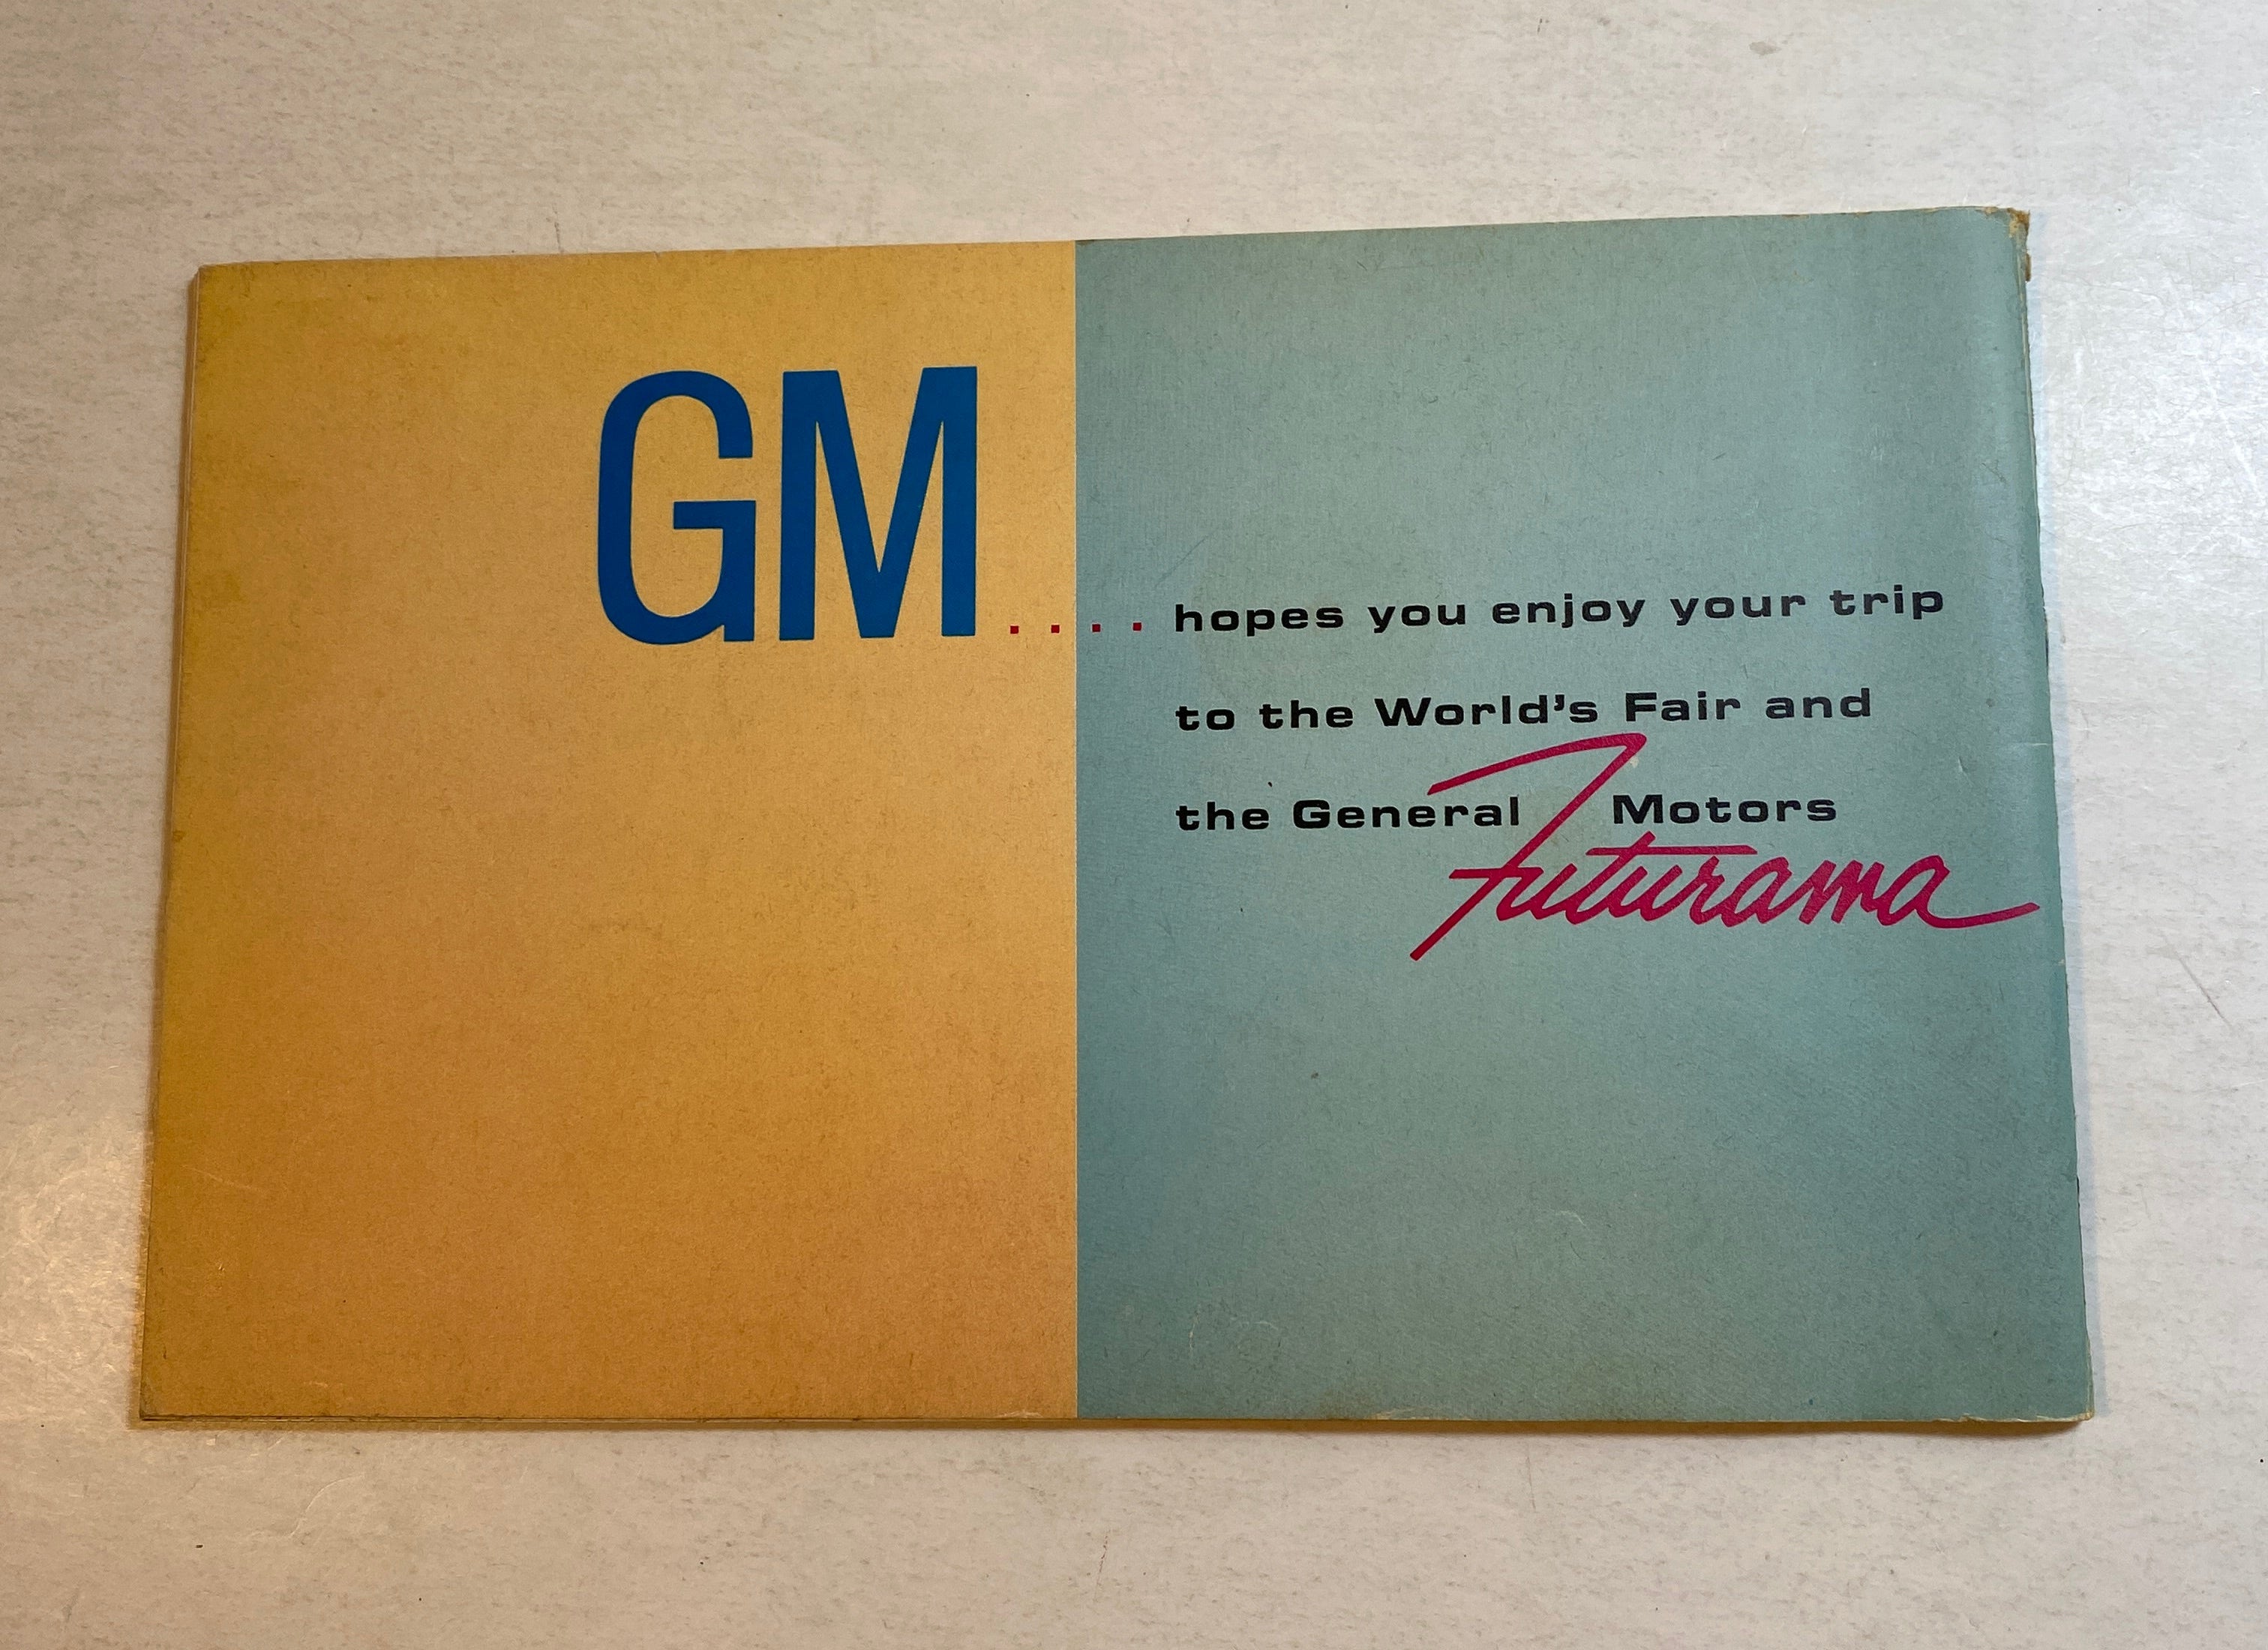 GM.... hopes you enjoy your trip
to the World's Fair and
the General Motors
Futurama